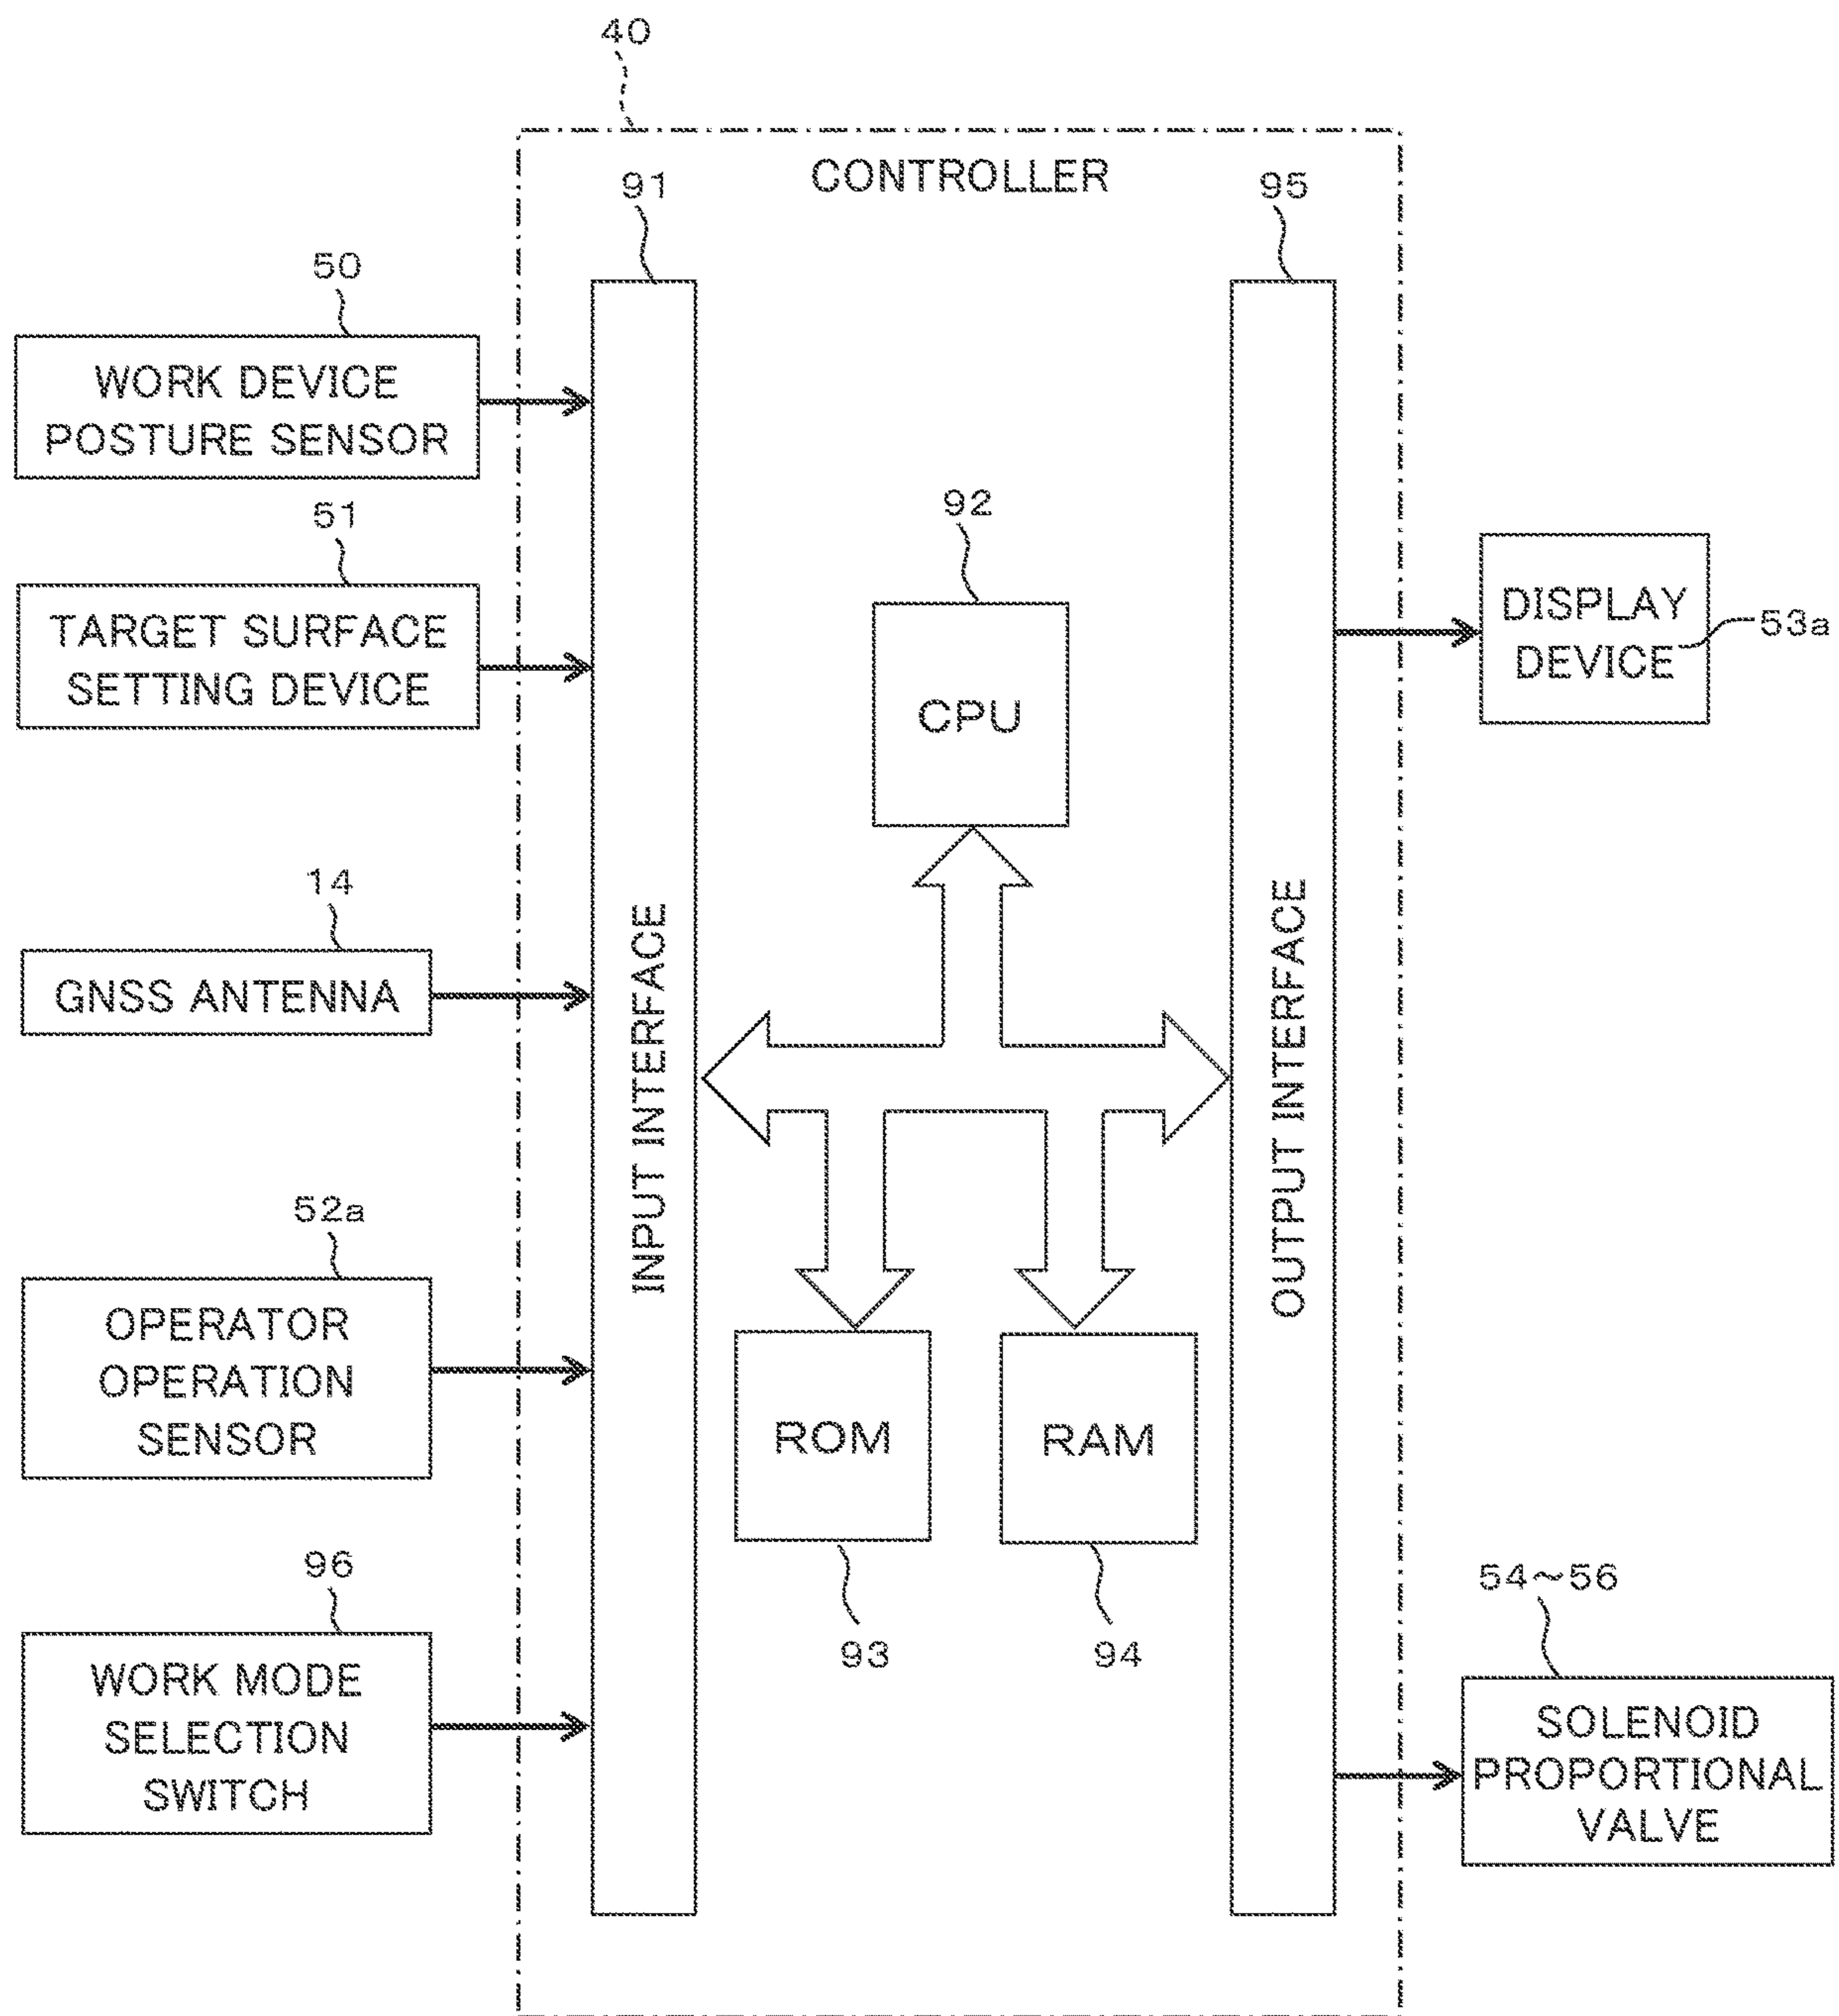 40
CONTROLLER
91
95
50
WORK DEVICE
POSTURE SENSOR
51
TARGET SURFACE
SETTING DEVICE
92
CPU
DISPLAY
DEVICE
53a
14
GNSS ANTENNA
INPUT INTERFACE
OUTPUT INTERFACE
52a
OPERATOR
OPERATION
SENSOR
ROM
RAM
93
94
96
WORK MODE
SELECTION
SWITCH
54~56
SOLENOID
PROPORTIONAL
VALVE